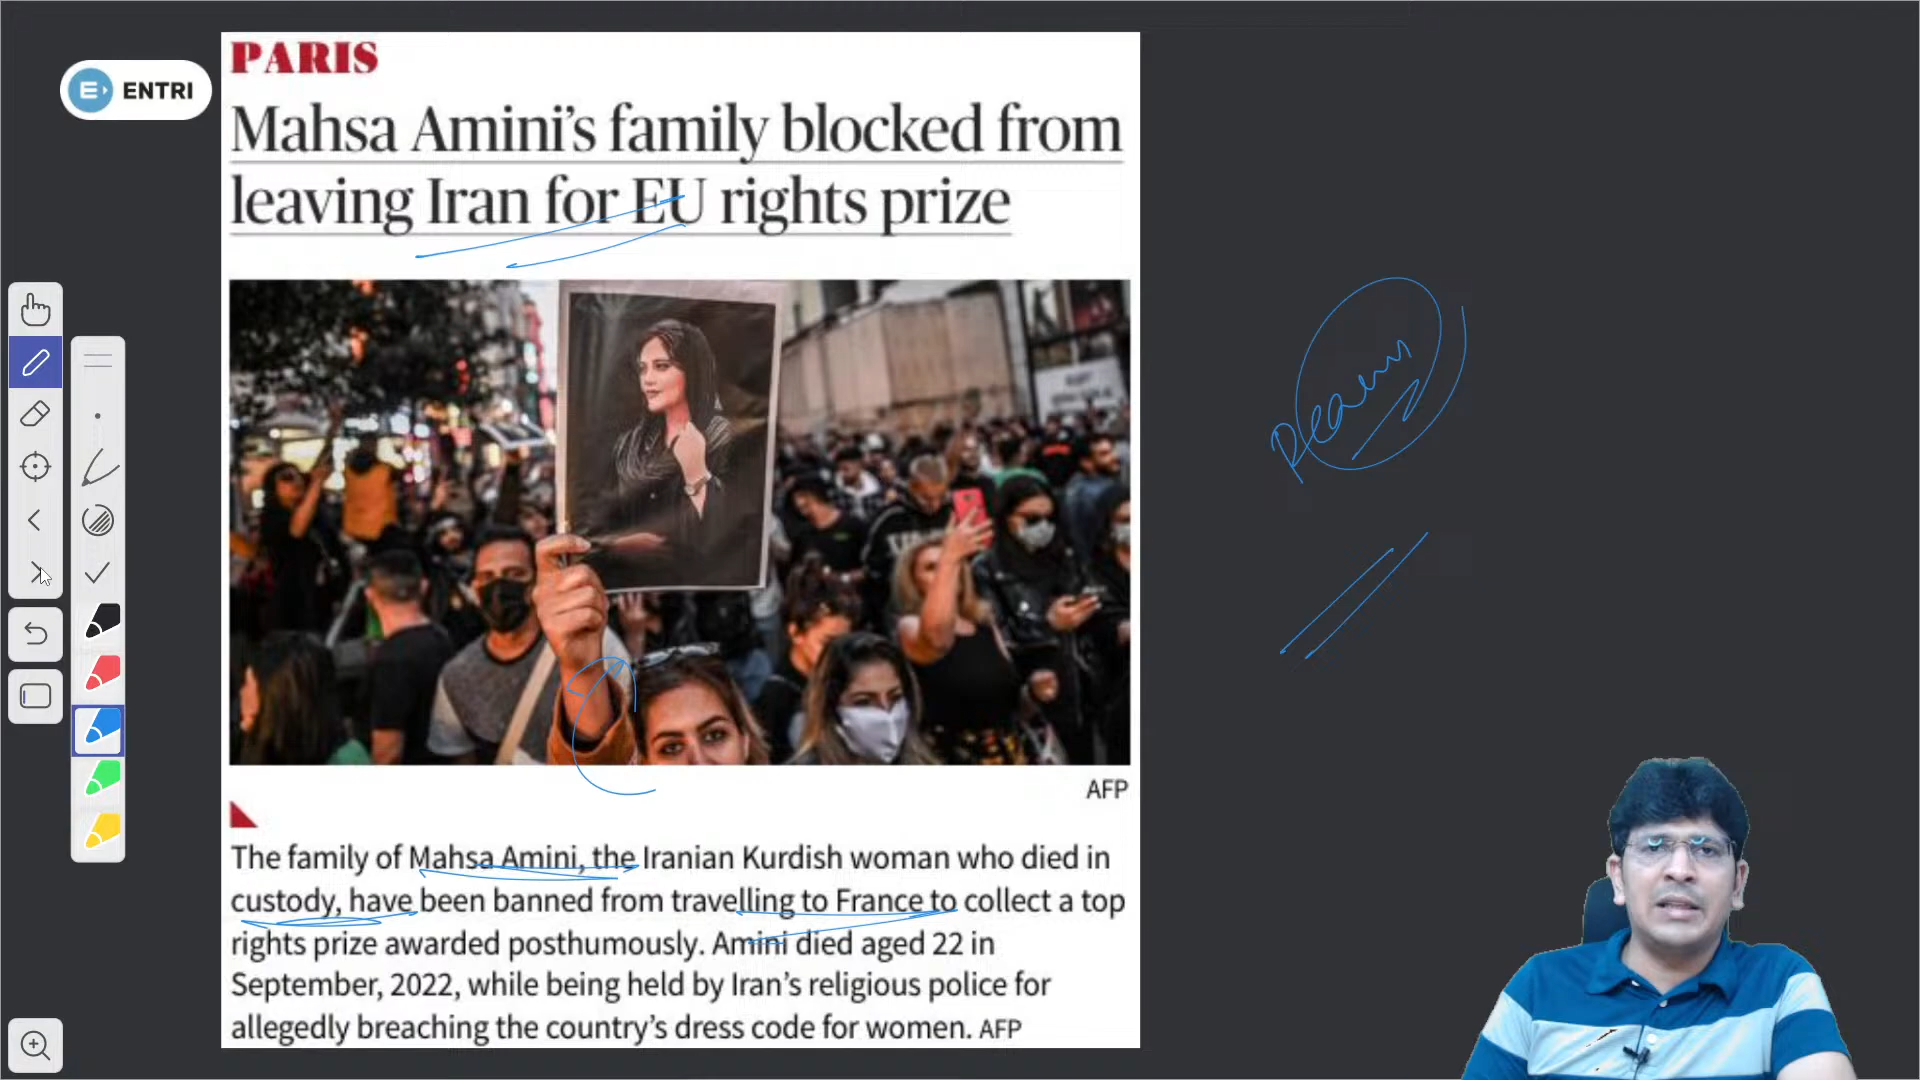 ENTRI
PARIS
Mahsa Amini's family blocked from
leaving Iran for EU rights prize
AFP
The family of Mahsa Amini, the Iranian Kurdish woman who died in
custody, have been banned from travelling to France to collect a top
rights prize awarded posthumously. Amini died aged 22 in
September, 2022, while being held by Iran's religious police for
allegedly breaching the country's dress code for women. AFP